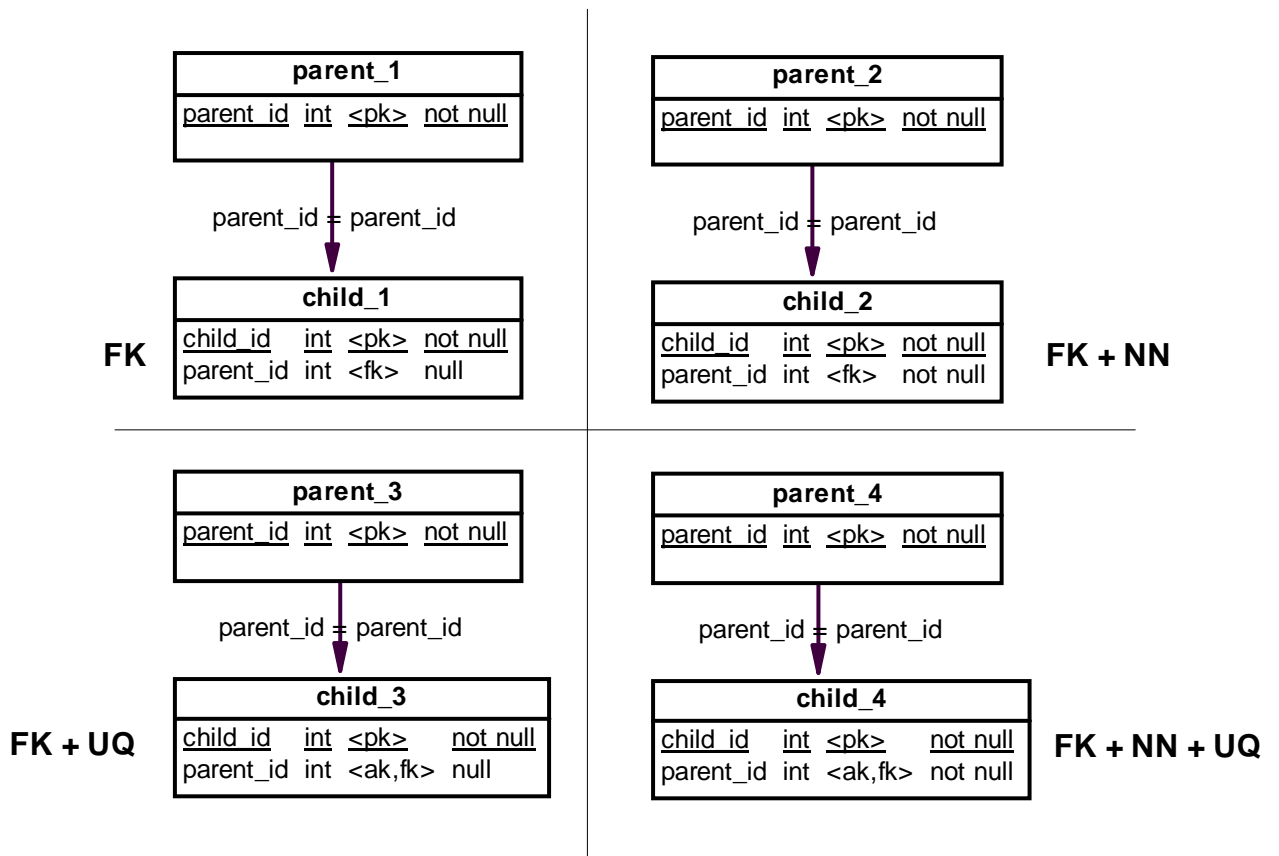 parent_1
parent_id int <pk> not null
parent_id = parent_id
child_1
child_id int <pk> not null
parent_id int <fk> null
FK
parent_2
parent_id int <pk> not null
parent_id = parent_id
child_2
child_id int <pk> not null
parent_id int <fk> not null
FK + NN
parent_3
parent_id int <pk> not null
parent_id = parent_id
child_3
child_id int <pk> not null
parent_id int <ak,fk> null
FK + UQ
parent_4
parent_id int <pk> not null
parent_id = parent_id
child_4
child_id int <pk> not null
parent_id int <ak,fk> not null
FK + NN + UQ